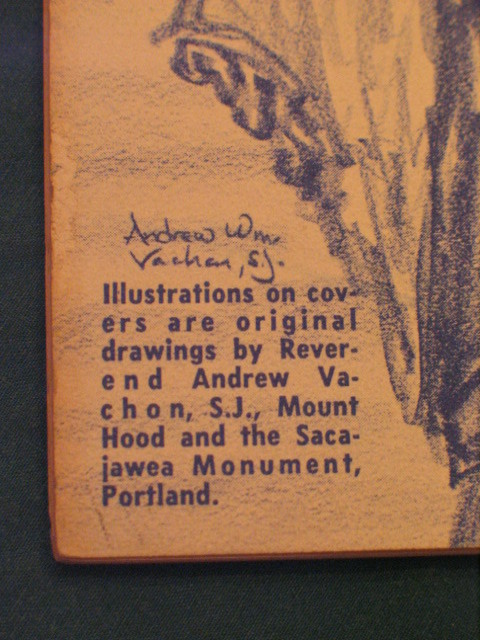 Andrew Wm.
Vachon, S.J.
Illustrations on cov-
ers are original
drawings by Rever-
end Andrew Va-
chon, S.J., Mount
Hood and the Saca-
jawea Monument,
Portland.